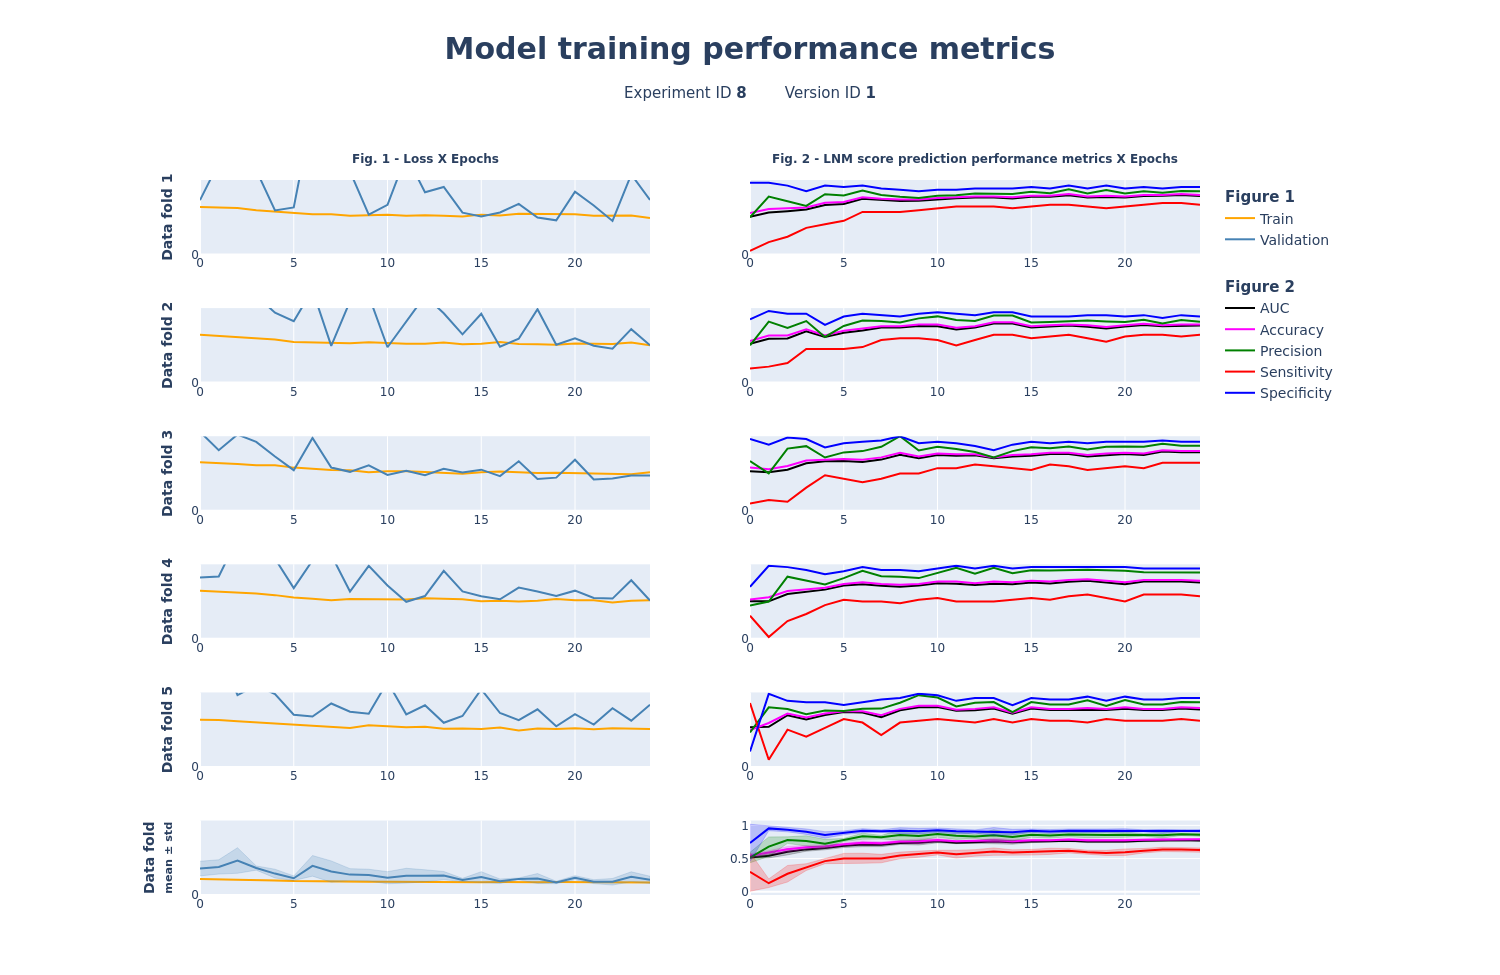 Model training performance metrics
Experiment ID 8 Version ID 1
Fig. 1 - Loss X Epochs
Fig. 2 - LNM score prediction performance metrics X Epochs
Figure 1
Train
Validation
Figure 2
AUC
Accuracy
Precision
Sensitivity
Specificity
Data fold 1
0
0 5 10 15 20
0
0 5 10 15 20
Data fold 2
0
0 5 10 15 20
0
0 5 10 15 20
Data fold 3
0
0 5 10 15 20
0
0 5 10 15 20
Data fold 4
0
0 5 10 15 20
0
0 5 10 15 20
Data fold 5
0
0 5 10 15 20
0
0 5 10 15 20
Data fold
mean ± std
0
0 5 10 15 20
1
0.5
0
0 5 10 15 20